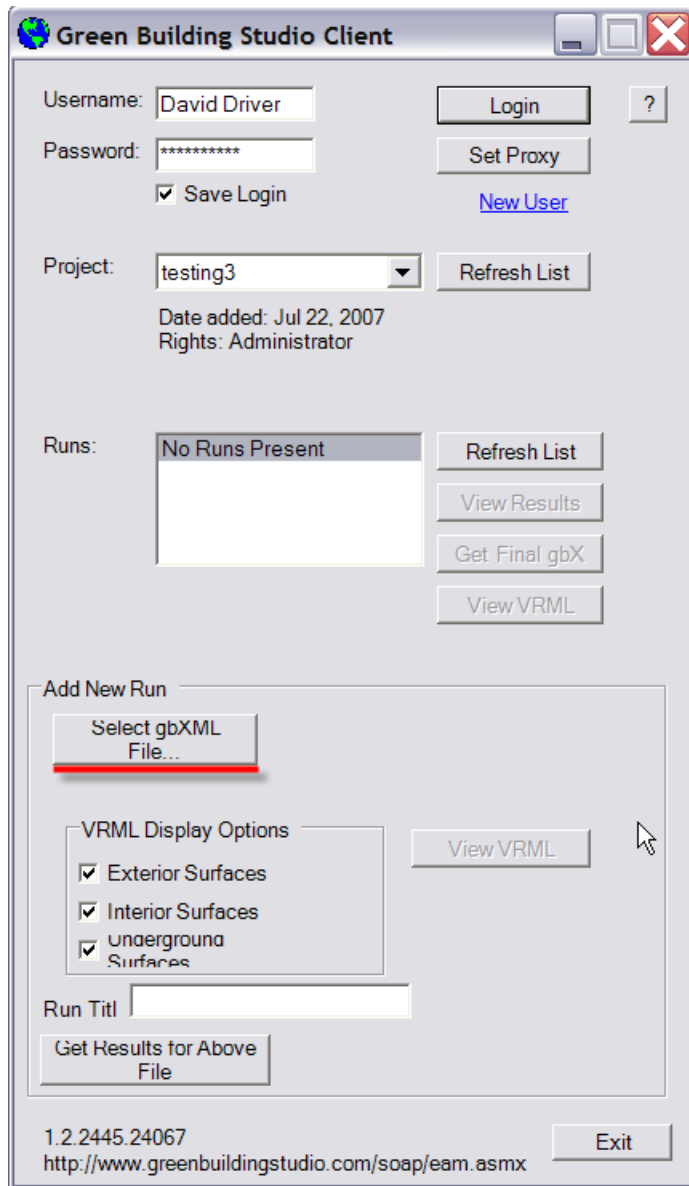 Green Building Studio Client
Username: David Driver Login ?
Password: ********** Set Proxy
Save Login New User
Project: testing3 Refresh List
Date added: Jul 22, 2007
Rights: Administrator
Runs: No Runs Present Refresh List
View Results
Get Final gbX
View VRML
Add New Run
Select gbXML
File...
VRML Display Options
View VRML
Exterior Surfaces
Interior Surfaces
Underground
Surfaces
Run Titl
Get Results for Above
File
1.2.2445.24067
http://www.greenbuildingstudio.com/soap/eam.asmx
Exit